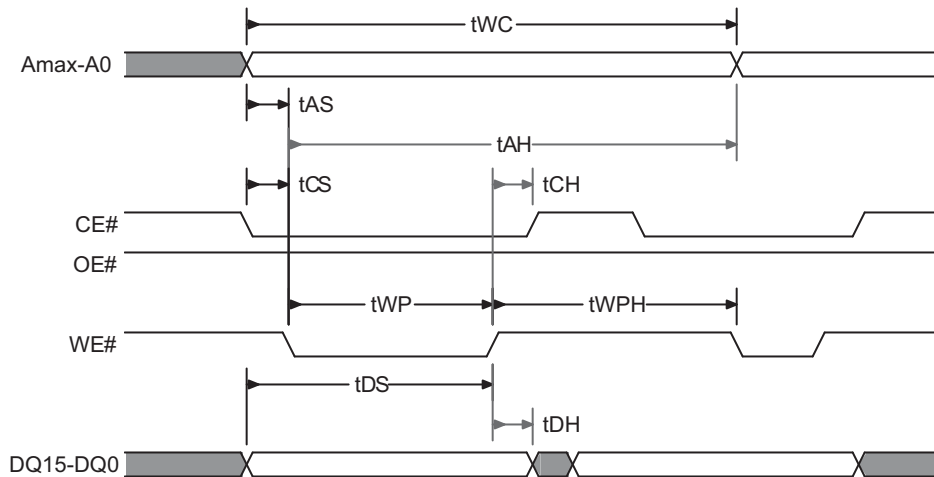 tWC
Amax-A0
tAS
tAH
tCS
tCH
CE#
OE#
tWP
tWPH
WE#
tDS
tDH
DQ15-DQ0